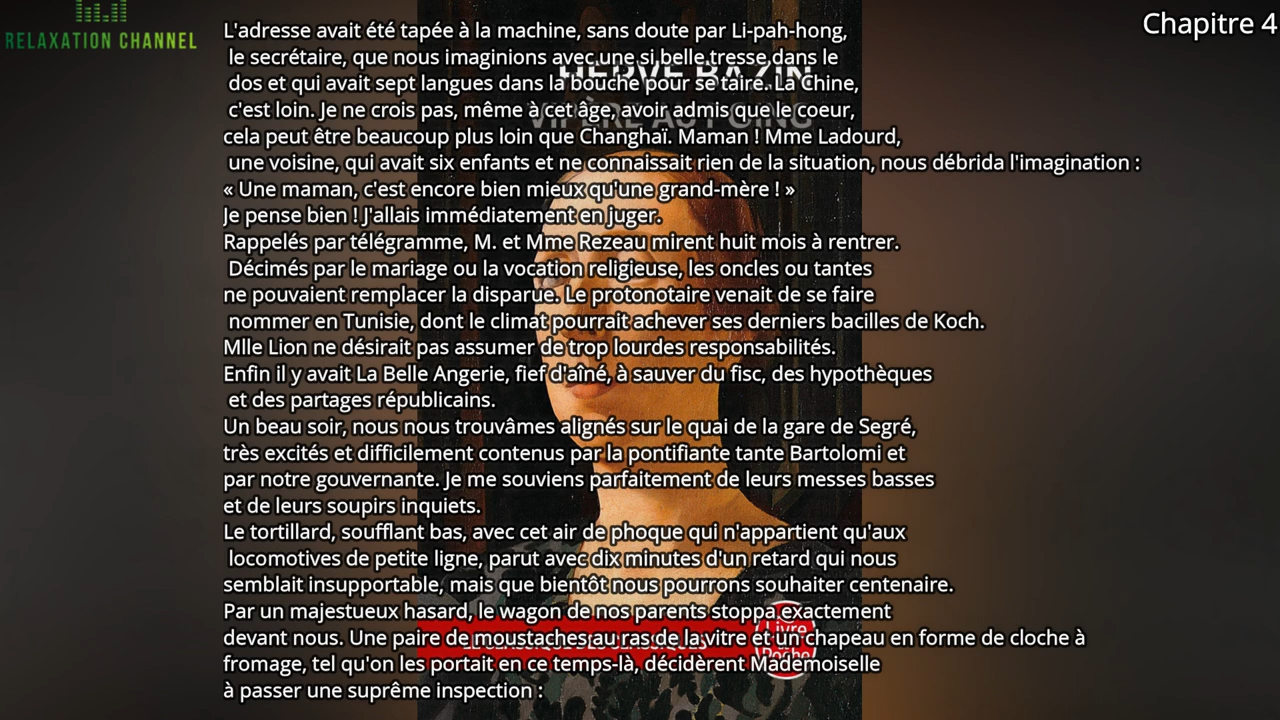 RELAXATION CHANNEL
Chapitre 4
HERVÉ BAZIN
VIPÈRE AU POING
L'adresse avait été tapée à la machine, sans doute par Li-pah-hong,
le secrétaire, que nous imaginions avec une si belle tresse dans le
dos et qui avait sept langues dans la bouche pour se taire. La Chine,
c'est loin. Je ne crois pas, même à cet âge, avoir admis que le coeur,
cela peut être beaucoup plus loin que Changhaï. Maman ! Mme Ladourd,
une voisine, qui avait six enfants et ne connaissait rien de la situation, nous débrida l'imagination :
« Une maman, c'est encore bien mieux qu'une grand-mère ! »
Je pense bien ! J'allais immédiatement en juger.
Rappelés par télégramme, M. et Mme Rezeau mirent huit mois à rentrer.
Décimés par le mariage ou la vocation religieuse, les oncles ou tantes
ne pouvaient remplacer la disparue. Le protonotaire venait de se faire
nommer en Tunisie, dont le climat pourrait achever ses derniers bacilles de Koch.
Mlle Lion ne désirait pas assumer de trop lourdes responsabilités.
Enfin il y avait La Belle Angerie, fief d'aîné, à sauver du fisc, des hypothèques
et des partages républicains.
Un beau soir, nous nous trouvâmes alignés sur le quai de la gare de Segré,
très excités et difficilement contenus par la pontifiante tante Bartolomi et
par notre gouvernante. Je me souviens parfaitement de leurs messes basses
et de leurs soupirs inquiets.
Le tortillard, soufflant bas, avec cet air de phoque qui n'appartient qu'aux
locomotives de petite ligne, parut avec dix minutes d'un retard qui nous
semblait insupportable, mais que bientôt nous pourrons souhaiter centenaire.
Par un majestueux hasard, le wagon de nos parents stoppa exactement
devant nous. Une paire de moustaches au ras de la vitre et un chapeau en forme de cloche à
fromage, tel qu'on les portait en ce temps-là, décidèrent Mademoiselle
à passer une suprême inspection :
Livre
Poche